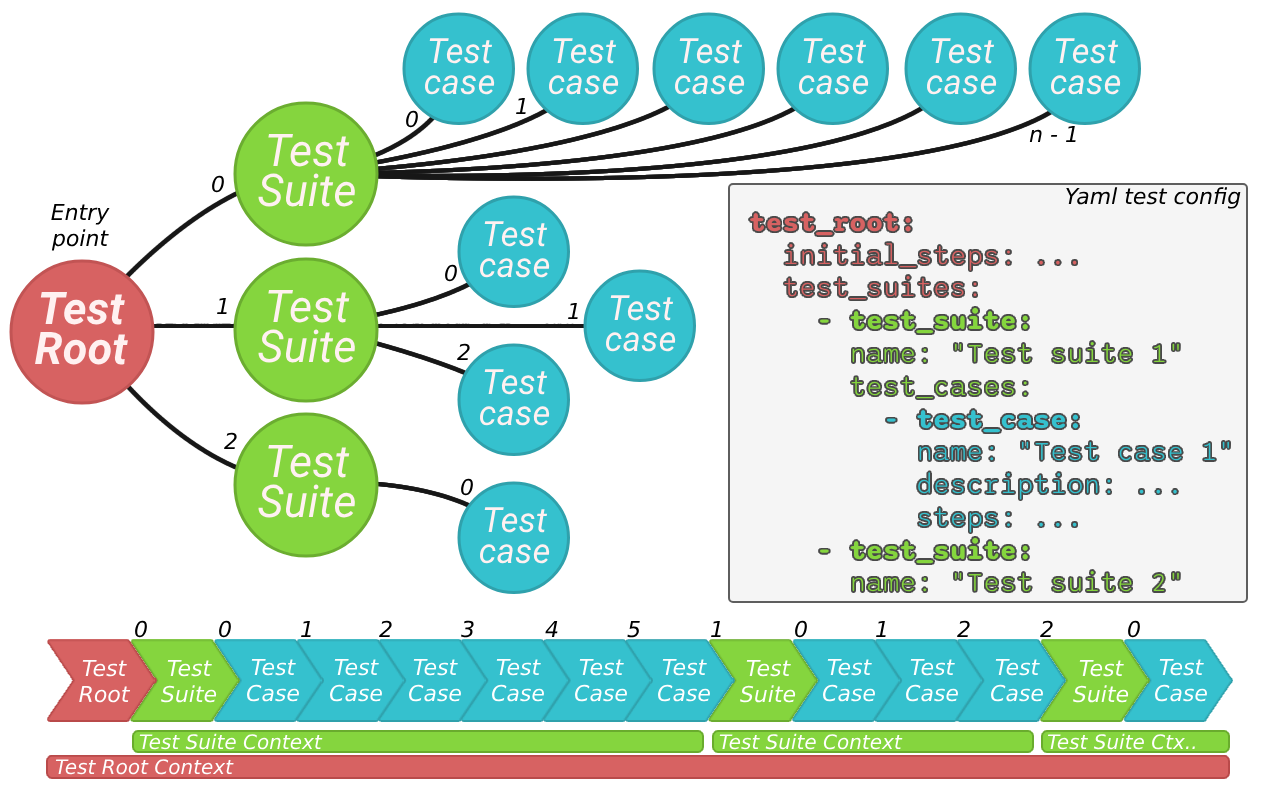 Test
case
Test
case
Test
case
Test
case
Test
case
Test
case
0
1
n - 1
Test
Suite
0
Entry
point
Test
Root
1
2
Test
Suite
Test
Suite
0
Test
case
1
Test
case
2
Test
case
0
Test
case
Yaml test config
test_root:
initial_steps: ...
test_suites:
- test_suite:
name: "Test suite 1"
test_cases:
- test_case:
name: "Test case 1"
description: ...
steps: ...
- test_suite:
name: "Test suite 2"
0 0 1 2 3 4 5 1 0 1 2 2 0
Test
Root
Test
Suite
Test
Case
Test
Case
Test
Case
Test
Case
Test
Case
Test
Case
Test
Suite
Test
Case
Test
Case
Test
Case
Test
Suite
Test
Case
Test Suite Context
Test Suite Context
Test Suite Ctx..
Test Root Context